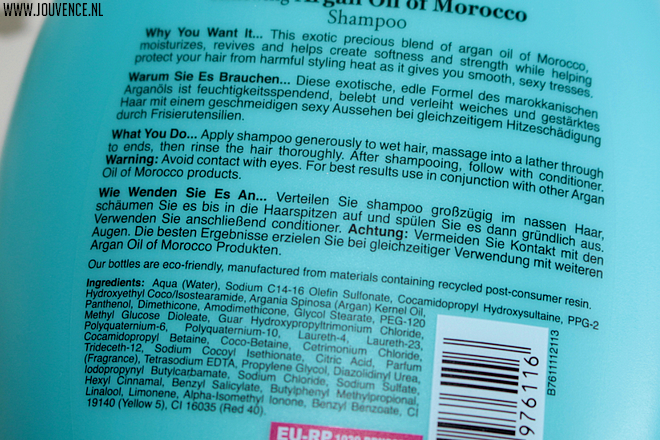 WWW.JOUVENCE.NL
Argan Oil of Morocco
Shampoo
Why You Want It... This exotic precious blend of argan oil of Morocco,
moisturizes, revives and helps create softness and strength while helping
protect your hair from harmful styling heat as it gives you smooth, sexy tresses.
Warum Sie Es Brauchen... Diese exotische, edle Formel des marokkanischen
Arganöls ist feuchtigkeitsspendend, belebt und verleiht weiches und gestärktes
Haar mit einem geschmeidigen sexy Aussehen bei gleichzeitigem Hitzeschädigung
durch Frisierutensilien.
What You Do... Apply shampoo generously to wet hair, massage into a lather through
to ends, then rinse the hair thoroughly. After shampooing, follow with conditioner.
Warning: Avoid contact with eyes. For best results use in conjunction with other Argan
Oil of Morocco products.
Wie Wenden Sie Es An... Verteilen Sie shampoo großzügig im nassen Haar,
schäumen Sie es bis in die Haarspitzen auf und spülen Sie es dann gründlich aus.
Verwenden Sie anschließend conditioner. Achtung: Vermeiden Sie Kontakt mit den
Augen. Die besten Ergebnisse erzielen Sie bei gleichzeitiger Verwendung mit weiteren
Argan Oil of Morocco Produkten.
Our bottles are eco-friendly, manufactured from materials containing recycled post-consumer resin.
Ingredients: Aqua (Water), Sodium C14-16 Olefin Sulfonate, Cocamidopropyl Hydroxysultaine, PPG-2
Hydroxyethyl Coco/Isostearamide, Argania Spinosa (Argan) Kernel Oil,
Panthenol, Dimethicone, Amodimethicone, Glycol Stearate, PEG-120
Methyl Glucose Dioleate, Guar Hydroxypropyltrimonium Chloride,
Polyquaternium-6, Polyquaternium-10, Laureth-4, Laureth-23,
Cocamidopropyl Betaine, Coco-Betaine, Cetrimonium Chloride,
Trideceth-12, Sodium Cocoyl Isethionate, Citric Acid, Parfum
(Fragrance), Tetrasodium EDTA, Propylene Glycol, Diazolidinyl Urea,
Iodopropynyl Butylcarbamate, Sodium Chloride, Sodium Sulfate,
Hexyl Cinnamal, Benzyl Salicylate, Butylphenyl Methylpropional,
Linalool, Limonene, Alpha-Isomethyl Ionone, Benzyl Benzoate, CI
19140 (Yellow 5), CI 16035 (Red 40).
976116
B7611112113
EU-RP